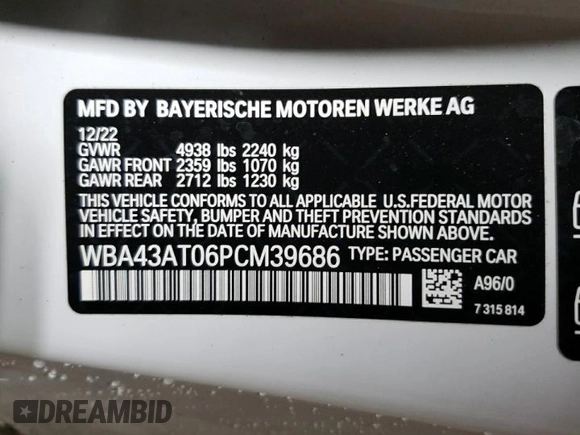 MFD BY BAYERISCHE MOTOREN WERKE AG
12/22
GVWR 4938 lbs 2240 kg
GAWR FRONT 2359 lbs 1070 kg
GAWR REAR 2712 lbs 1230 kg
THIS VEHICLE CONFORMS TO ALL APPLICABLE U.S.FEDERAL MOTOR
VEHICLE SAFETY, BUMPER AND THEFT PREVENTION STANDARDS
IN EFFECT ON THE DATE OF MANUFACTURE SHOWN ABOVE.
WBA43AT06PCM39686 TYPE: PASSENGER CAR
A96/0
7 315 814
DREAMBID